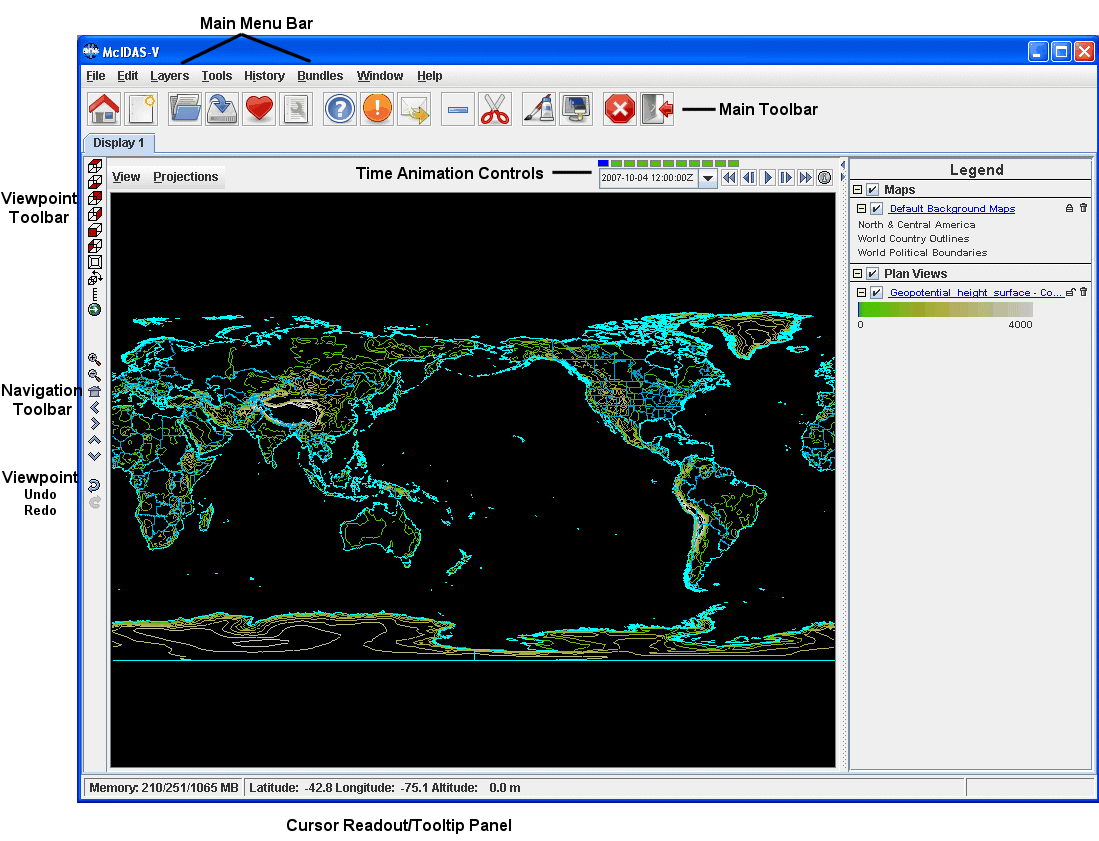 Main Menu Bar
McIDAS-V
File Edit Layers Tools History Bundles Window Help
Main Toolbar
Display 1
View Projections
Time Animation Controls
2007-10-04 12:00:00Z
Legend
Maps
Default Background Maps
North & Central America
World Country Outlines
World Political Boundaries
Plan Views
Geopotential_height_surface - Co...
0 4000
Viewpoint
Toolbar
Navigation
Toolbar
Viewpoint
Undo
Redo
Memory: 210/251/1065 MB Latitude: -42.8 Longitude: -75.1 Altitude: 0.0 m
Cursor Readout/Tooltip Panel